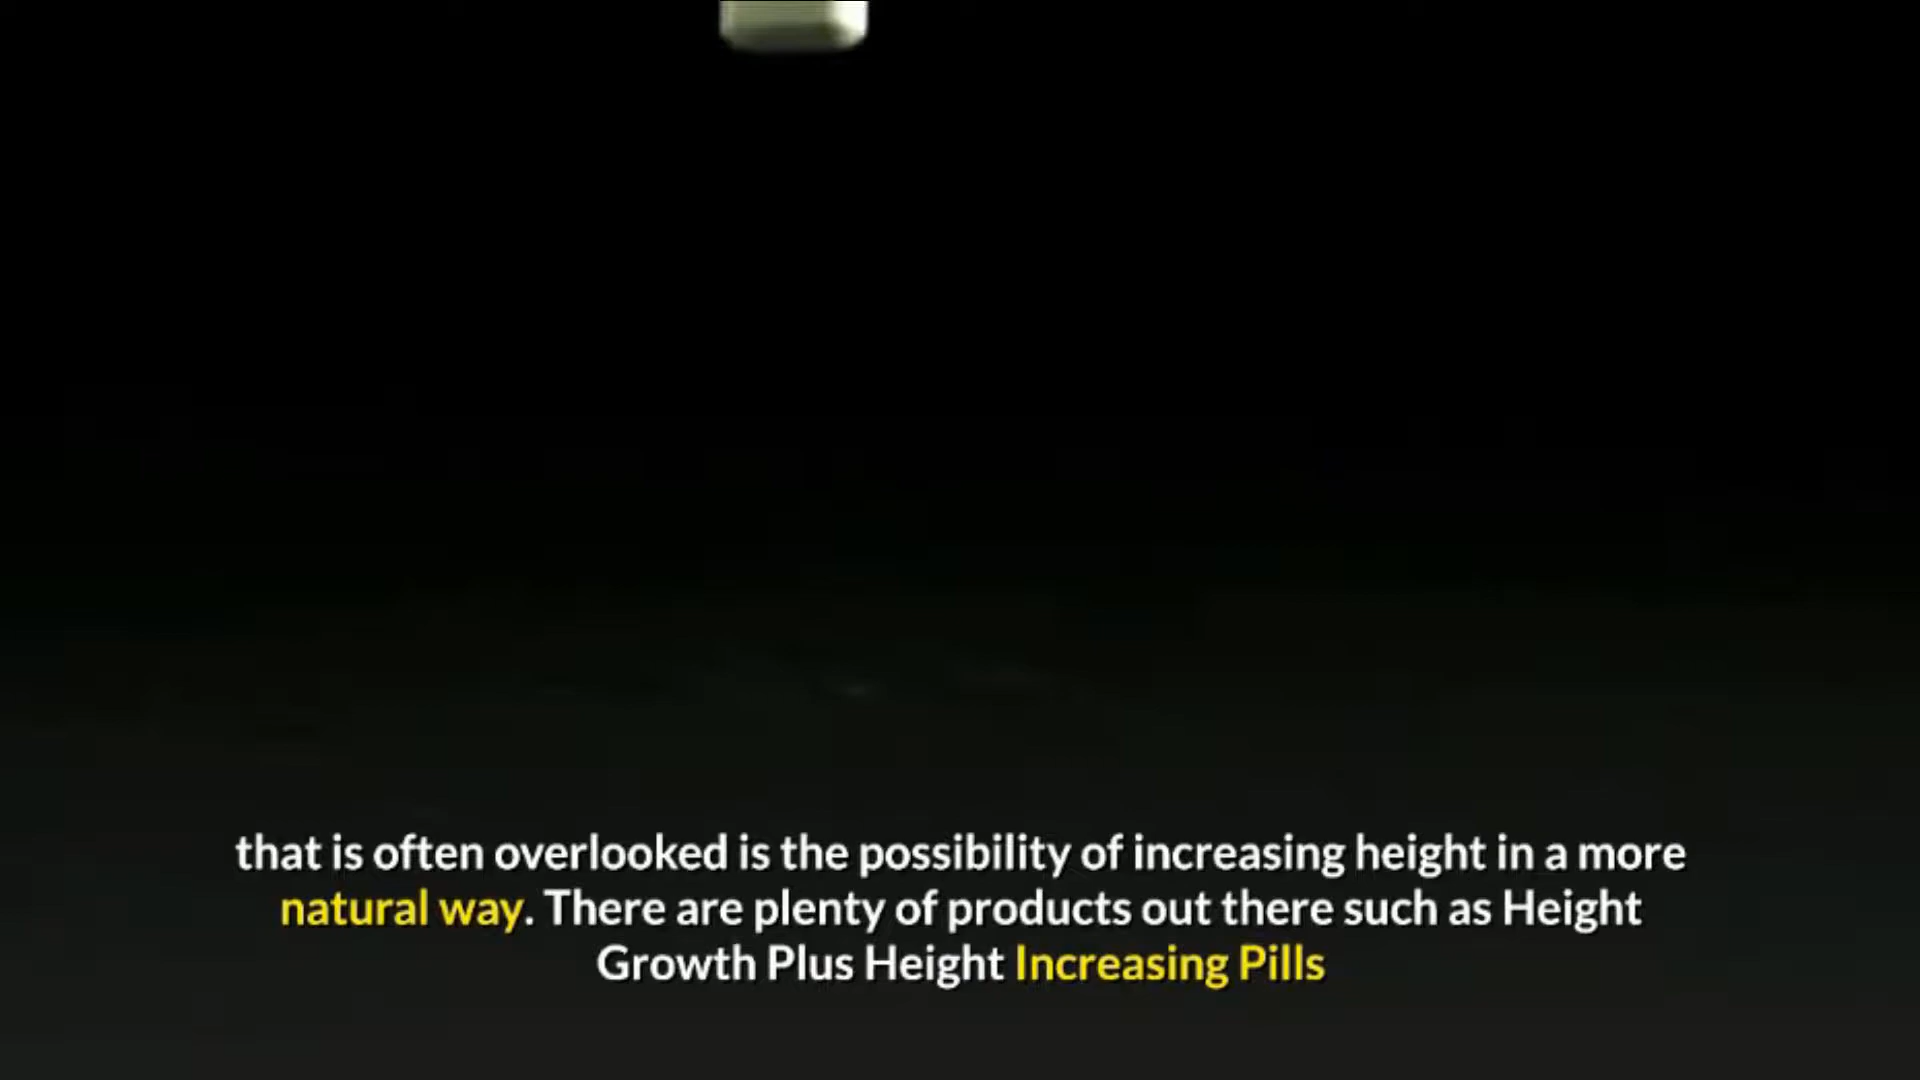 that is often overlooked is the possibility of increasing height in a more
natural way. There are plenty of products out there such as Height
Growth Plus Height Increasing Pills